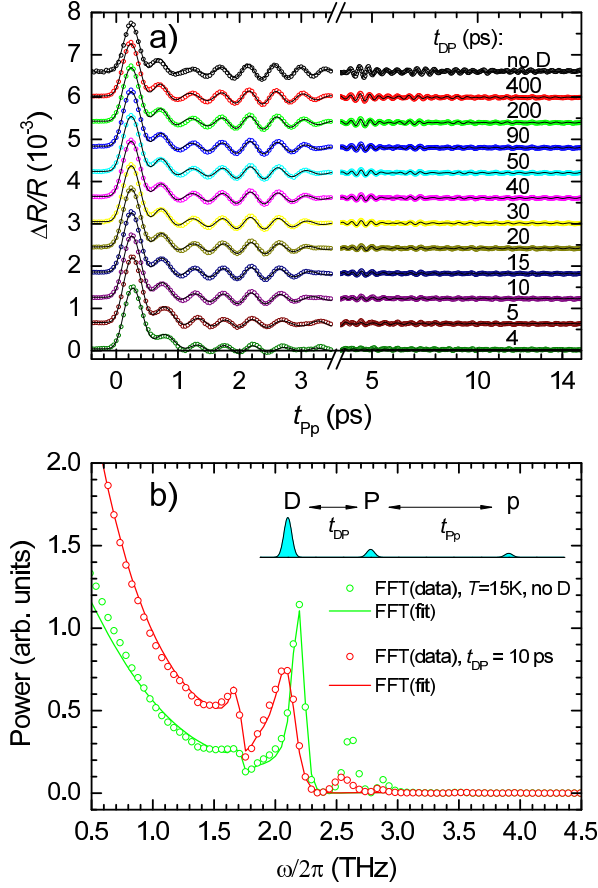 a)
t_DP (ps):
no D
400
200
90
50
40
30
20
15
10
5
4
8
7
6
5
4
3
2
1
0
ΔR/R (10^-3)
0 1 2 3 5 10 14
t_Pp (ps)
b)
D P p
t_DP t_Pp
FFT(data), T=15K, no D
FFT(fit)
FFT(data), t_DP = 10 ps
FFT(fit)
2.0
1.5
1.0
0.5
0.0
Power (arb. units)
0.5 1.0 1.5 2.0 2.5 3.0 3.5 4.0 4.5
ω/2π (THz)